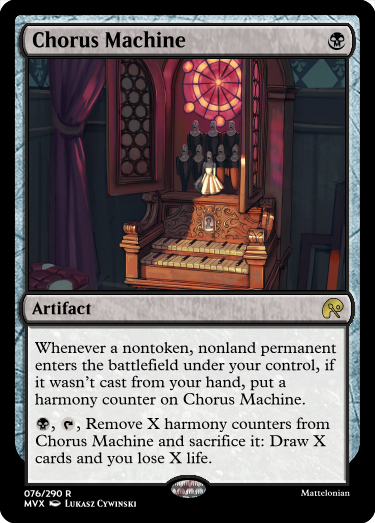 Chorus Machine
Artifact
Whenever a nontoken, nonland permanent
enters the battlefield under your control, if
it wasn't cast from your hand, put a
harmony counter on Chorus Machine.
, , Remove X harmony counters from
Chorus Machine and sacrifice it: Draw X
cards and you lose X life.
076/290 R
MVX Lukasz Cywinski
Mattelonian